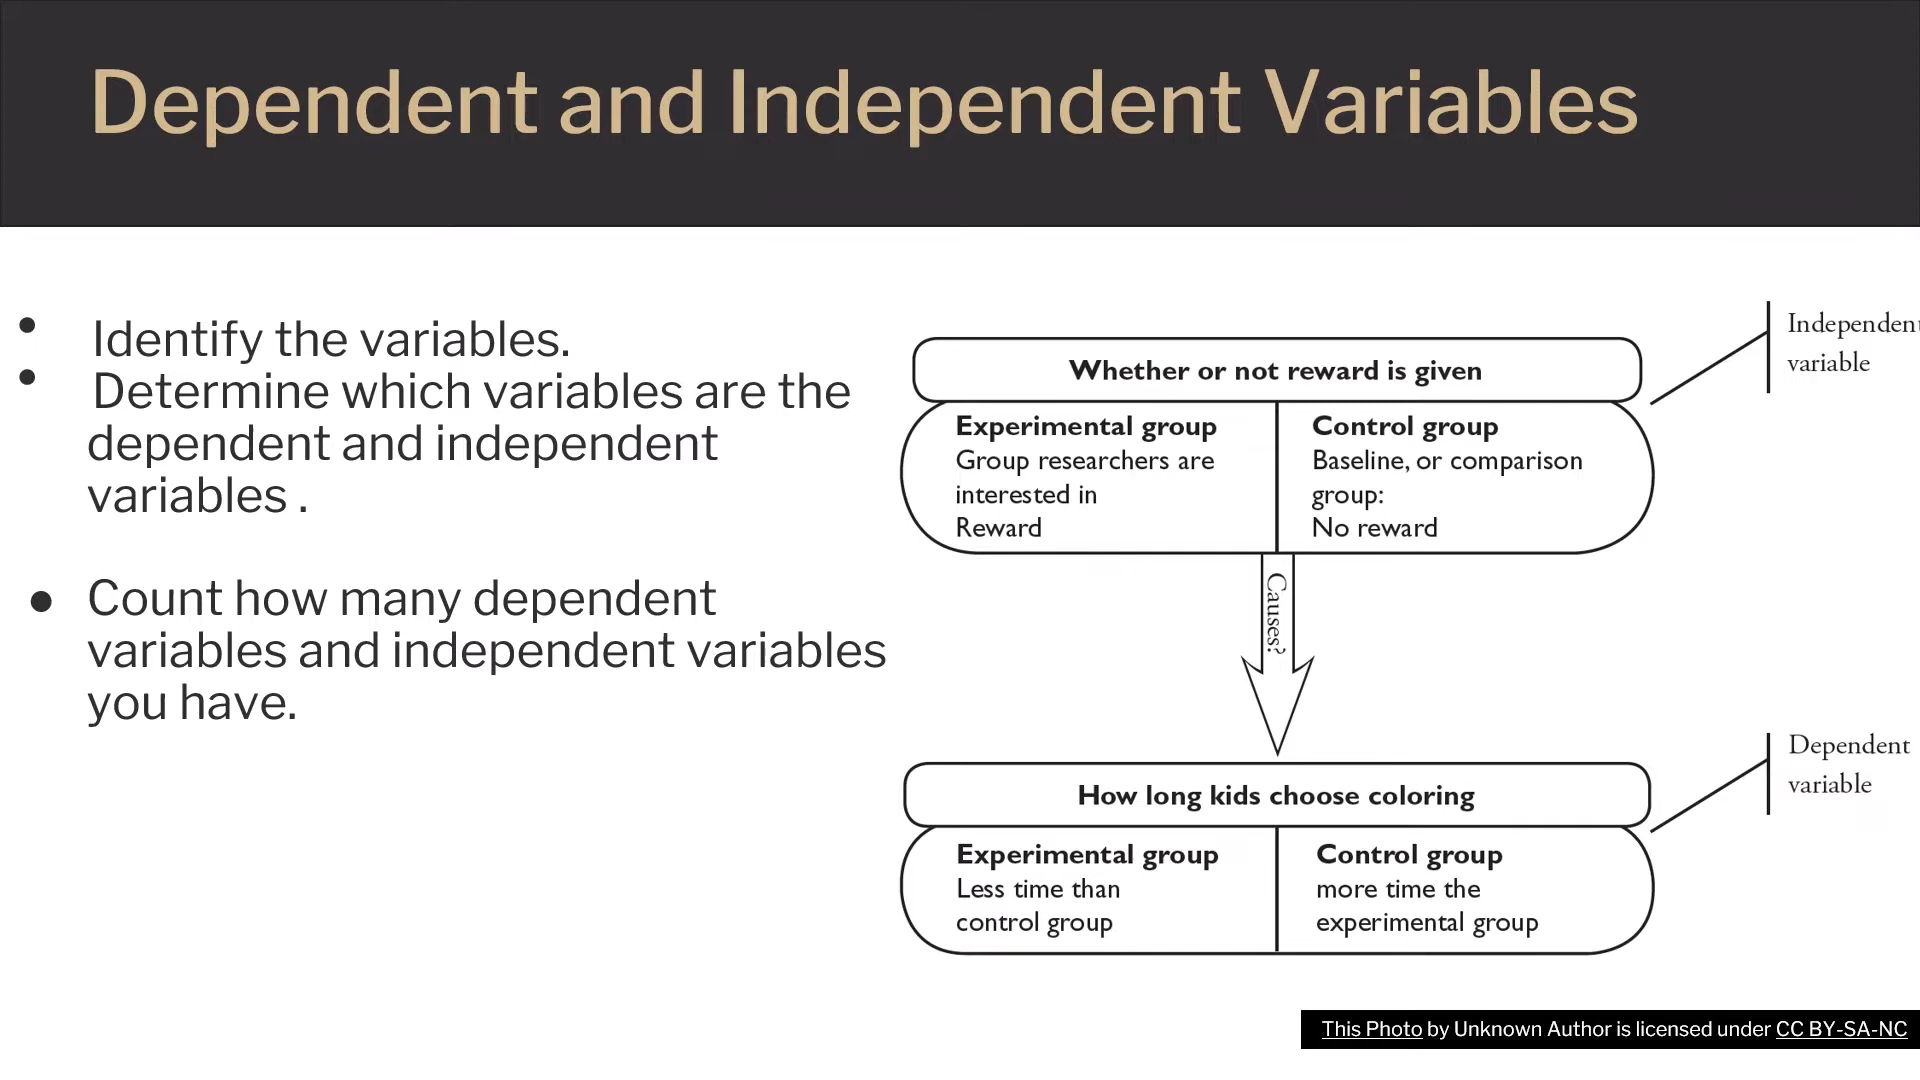 Dependent and Independent Variables
• Identify the variables.
• Determine which variables are the
dependent and independent
variables .
● Count how many dependent
variables and independent variables
you have.
Independent
variable
Whether or not reward is given
Experimental group
Group researchers are
interested in
Reward
Control group
Baseline, or comparison
group:
No reward
Causes?
Dependent
variable
How long kids choose coloring
Experimental group
Less time than
control group
Control group
more time the
experimental group
This Photo by Unknown Author is licensed under CC BY-SA-NC